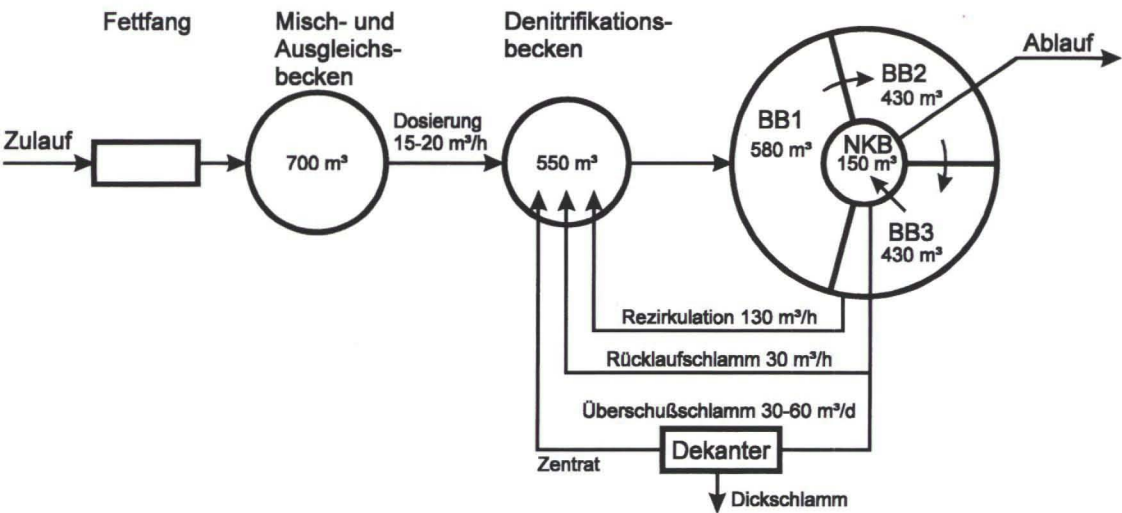 Fettfang
Misch- und
Ausgleichs-
becken
Denitrifikations-
becken
Zulauf
700 m³
Dosierung
15-20 m³/h
550 m³
BB1
580 m³
BB2
430 m³
NKB
150 m³
BB3
430 m³
Ablauf
Rezirkulation 130 m³/h
Rücklaufschlamm 30 m³/h
Überschußschlamm 30-60 m³/d
Dekanter
Zentrat
Dickschlamm